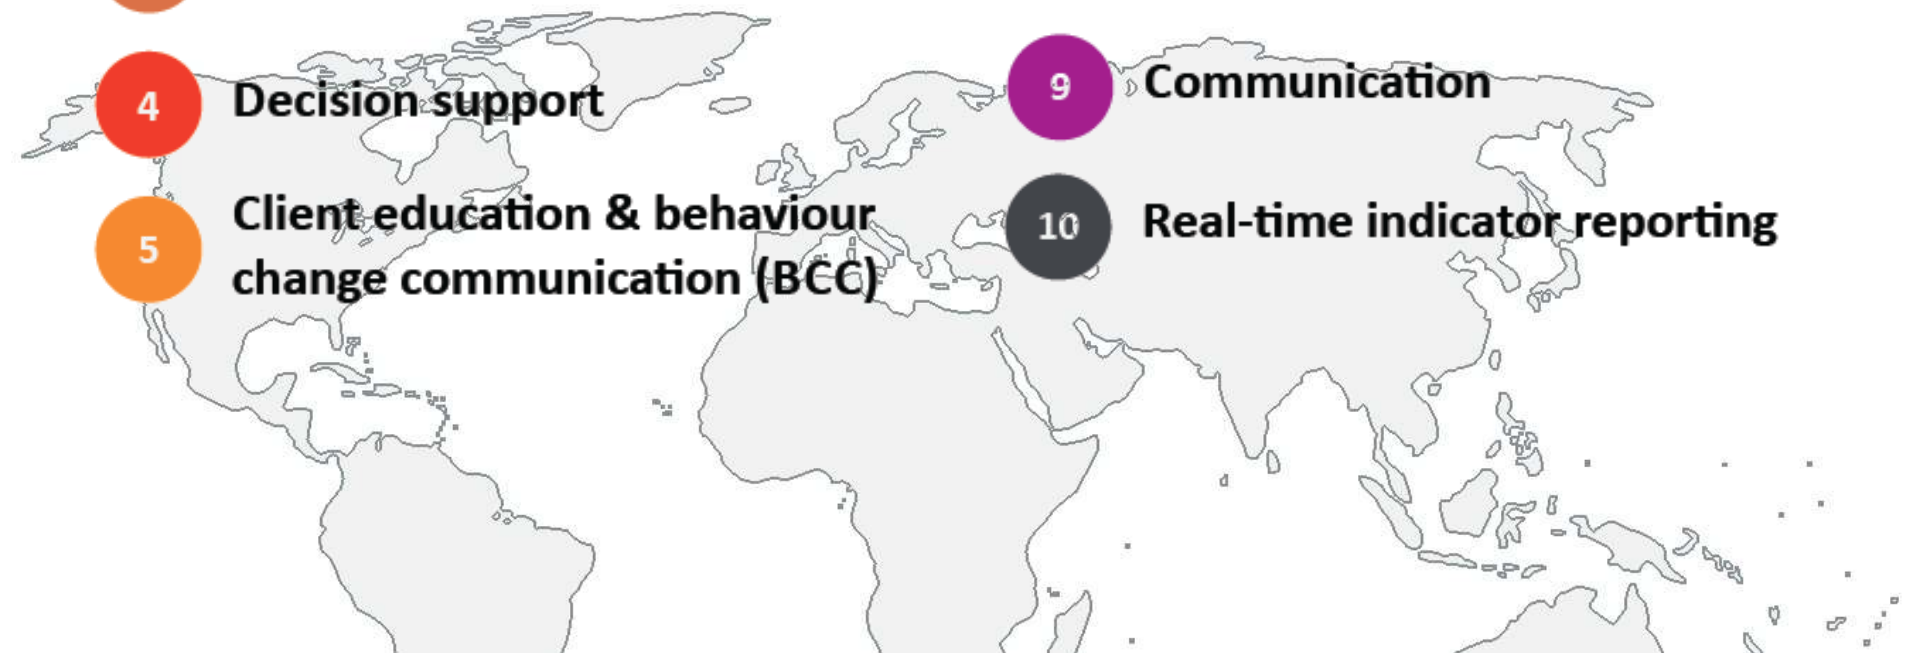 4 Decision support
5 Client education & behaviour
change communication (BCC)
9 Communication
10 Real-time indicator reporting